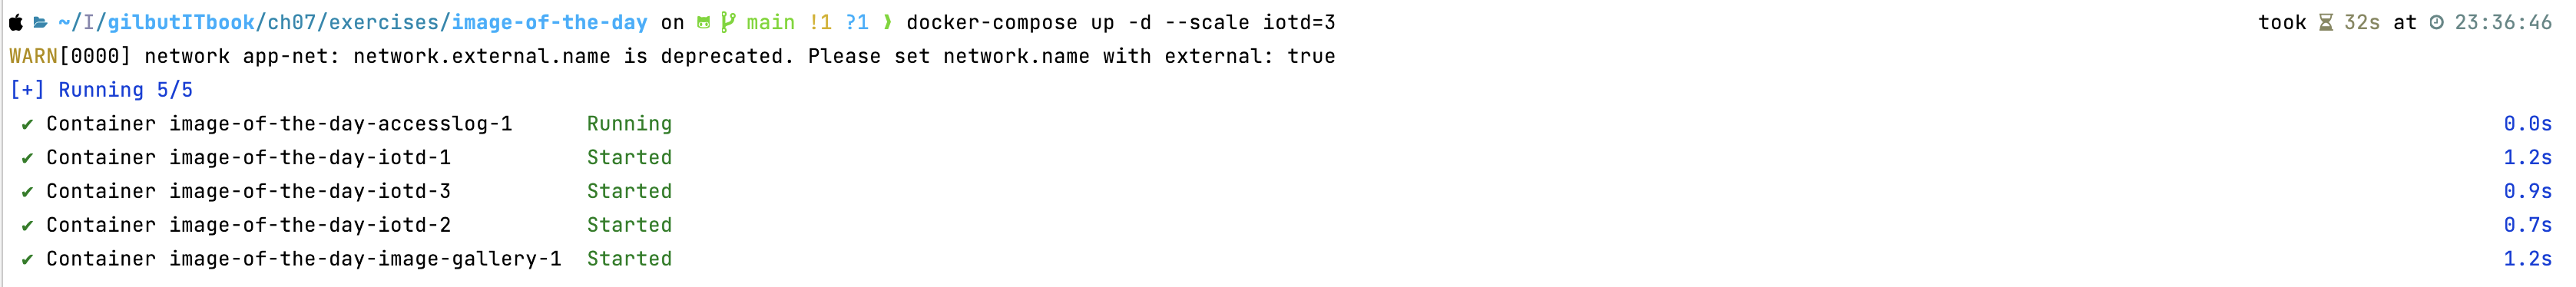 ~/I/gilbutITbook/ch07/exercises/image-of-the-day on main !1 ?1 ❯ docker-compose up -d --scale iotd=3 took 32s at 23:36:46
WARN[0000] network app-net: network.external.name is deprecated. Please set network.name with external: true
[+] Running 5/5
✔ Container image-of-the-day-accesslog-1 Running 0.0s
✔ Container image-of-the-day-iotd-1 Started 1.2s
✔ Container image-of-the-day-iotd-3 Started 0.9s
✔ Container image-of-the-day-iotd-2 Started 0.7s
✔ Container image-of-the-day-image-gallery-1 Started 1.2s